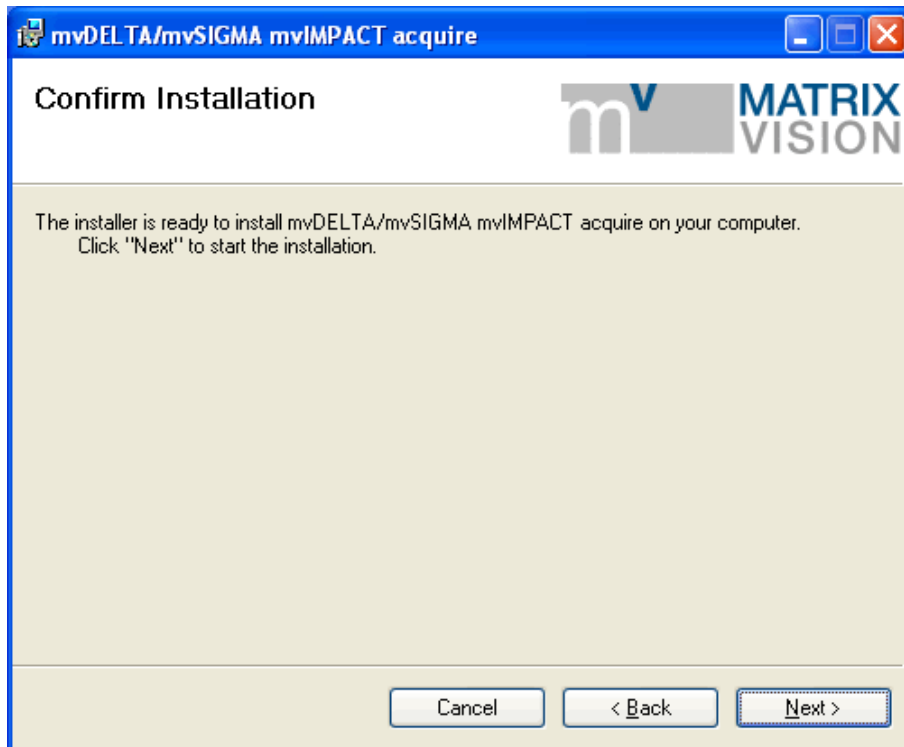 mvDELTA/mvSIGMA mvIMPACT acquire
Confirm Installation
mv MATRIX
VISION
The installer is ready to install mvDELTA/mvSIGMA mvIMPACT acquire on your computer.
Click "Next" to start the installation.
Cancel
< Back
Next >